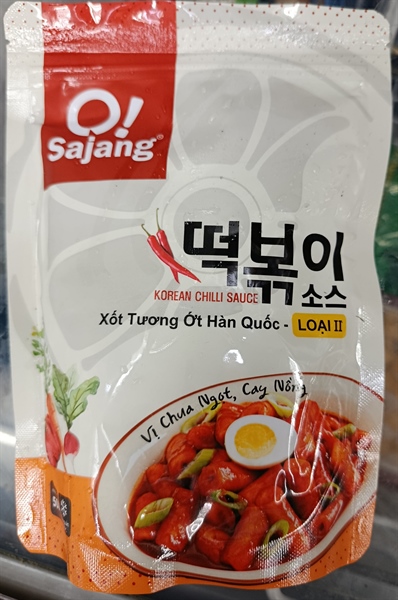 O!
Sajang®
떡볶이
KOREAN CHILLI SAUCE
소스
Xốt Tương Ớt Hàn Quốc - LOẠI II
Vị Chua Ngọt, Cay Nồng